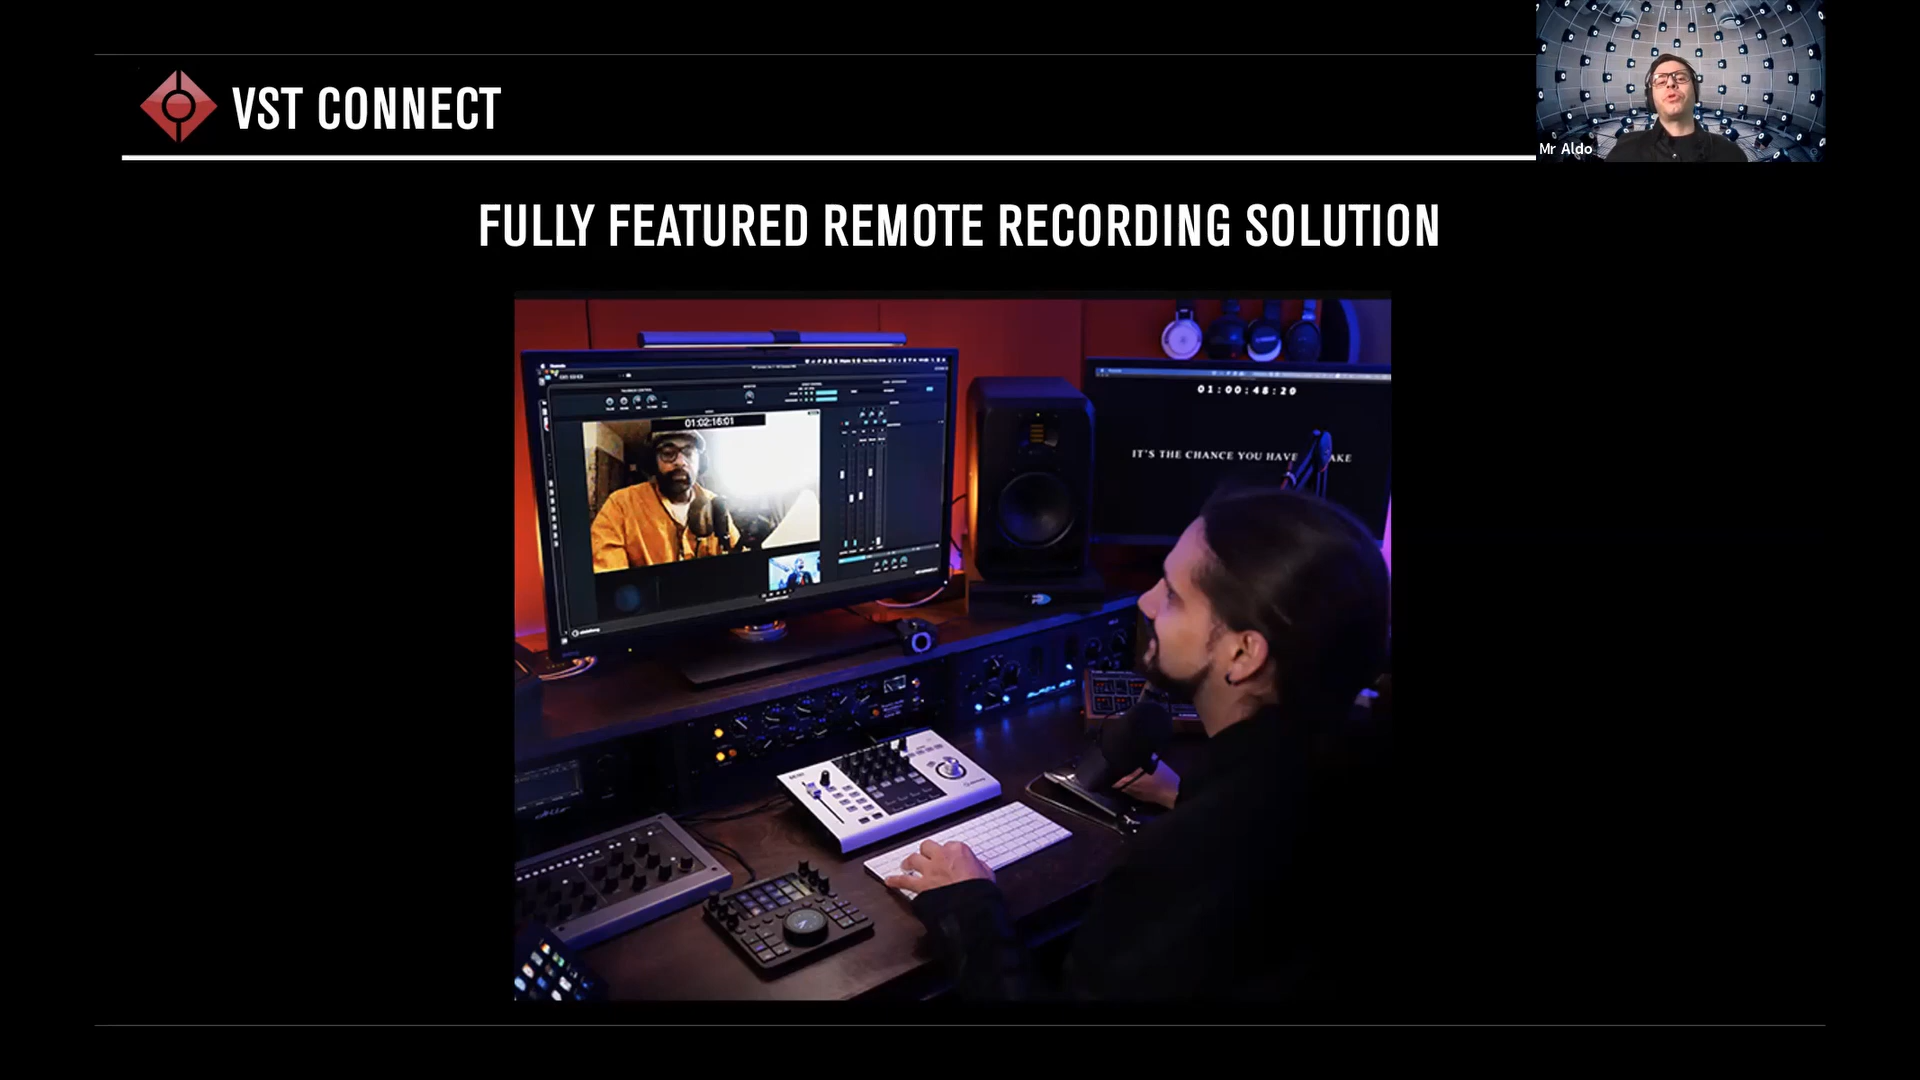 VST CONNECT
Mr Aldo
FULLY FEATURED REMOTE RECORDING SOLUTION
01:02:16:01
01:00:48:20
IT'S THE CHANCE YOU HAVE